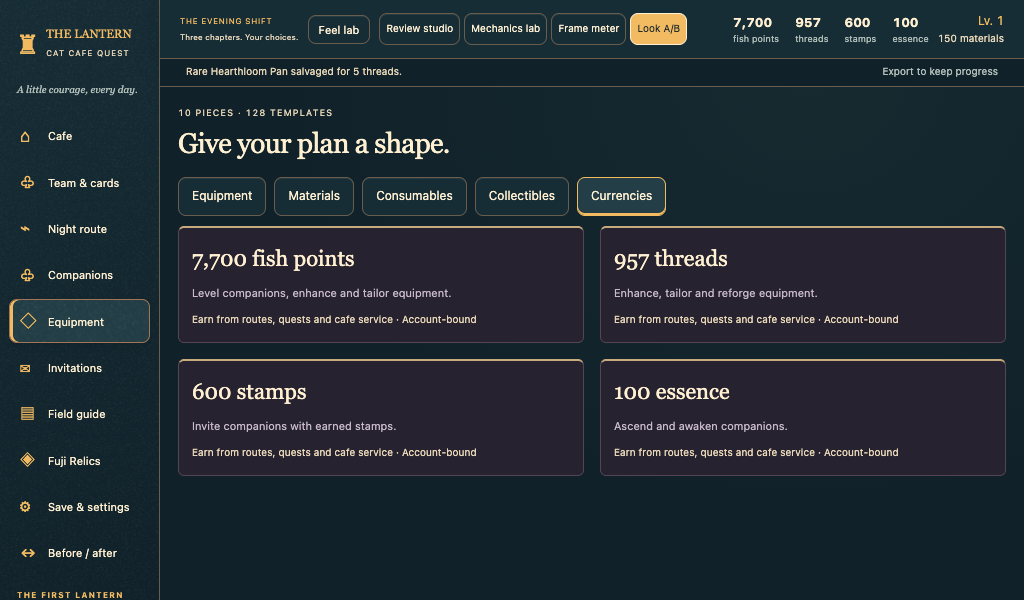 THE LANTERN
CAT CAFE QUEST
A little courage, every day.
Cafe
Team & cards
Night route
Companions
Equipment
Invitations
Field guide
Fuji Relics
Save & settings
Before / after
THE FIRST LANTERN
THE EVENING SHIFT
Three chapters. Your choices.
Feel lab
Review studio
Mechanics lab
Frame meter
Look A/B
7,700
fish points
957
threads
600
stamps
100
essence
Lv. 1
150 materials
Rare Hearthloom Pan salvaged for 5 threads.
Export to keep progress
10 PIECES · 128 TEMPLATES
Give your plan a shape.
Equipment
Materials
Consumables
Collectibles
Currencies
7,700 fish points
Level companions, enhance and tailor equipment.
Earn from routes, quests and cafe service · Account-bound
957 threads
Enhance, tailor and reforge equipment.
Earn from routes, quests and cafe service · Account-bound
600 stamps
Invite companions with earned stamps.
Earn from routes, quests and cafe service · Account-bound
100 essence
Ascend and awaken companions.
Earn from routes, quests and cafe service · Account-bound